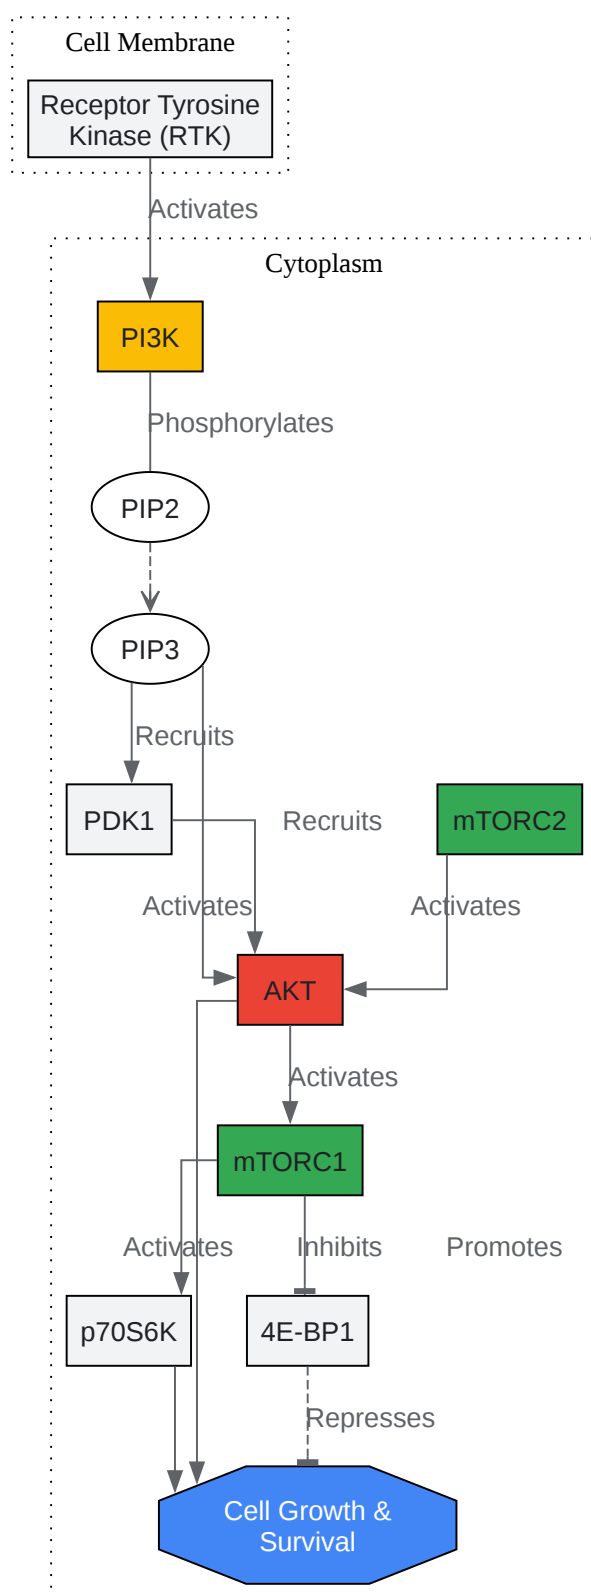 Cell Membrane
Receptor Tyrosine
Kinase (RTK)
Activates
Cytoplasm
PI3K
Phosphorylates
PIP2
PIP3
Recruits
PDK1
Recruits
mTORC2
Activates
Activates
AKT
Activates
mTORC1
Activates
Inhibits
Promotes
p70S6K
4E-BP1
Represses
Cell Growth &
Survival